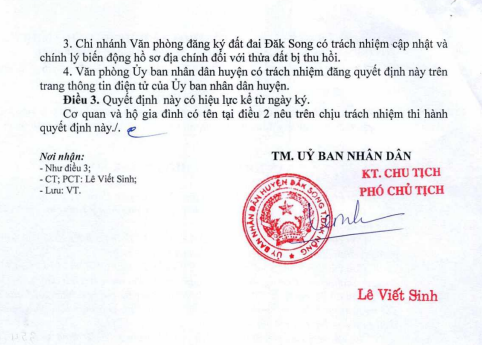 3. Chi nhánh Văn phòng đăng ký đất đai Đăk Song có trách nhiệm cập nhật và
chính lý biến động hồ sơ địa chính đối với thửa đất bị thu hồi.
4. Văn phòng Ủy ban nhân dân huyện có trách nhiệm đăng quyết định này trên
trang thông tin điện tử của Ủy ban nhân dân huyện.
Điều 3. Quyết định này có hiệu lực kể từ ngày ký.
Cơ quan và hộ gia đình có tên tại điều 2 nêu trên chịu trách nhiệm thi hành
quyết định này./.
Nơi nhận:
- Như điều 3;
- CT; PCT: Lê Viết Sinh;
- Lưu: VT.
TM. UỶ BAN NHÂN DÂN
KT. CHỦ TỊCH
PHÓ CHỦ TỊCH
ỦY BAN NHÂN DÂN HUYỆN ĐĂK SONG T.ĐĂK NÔNG
Lê Viết Sinh